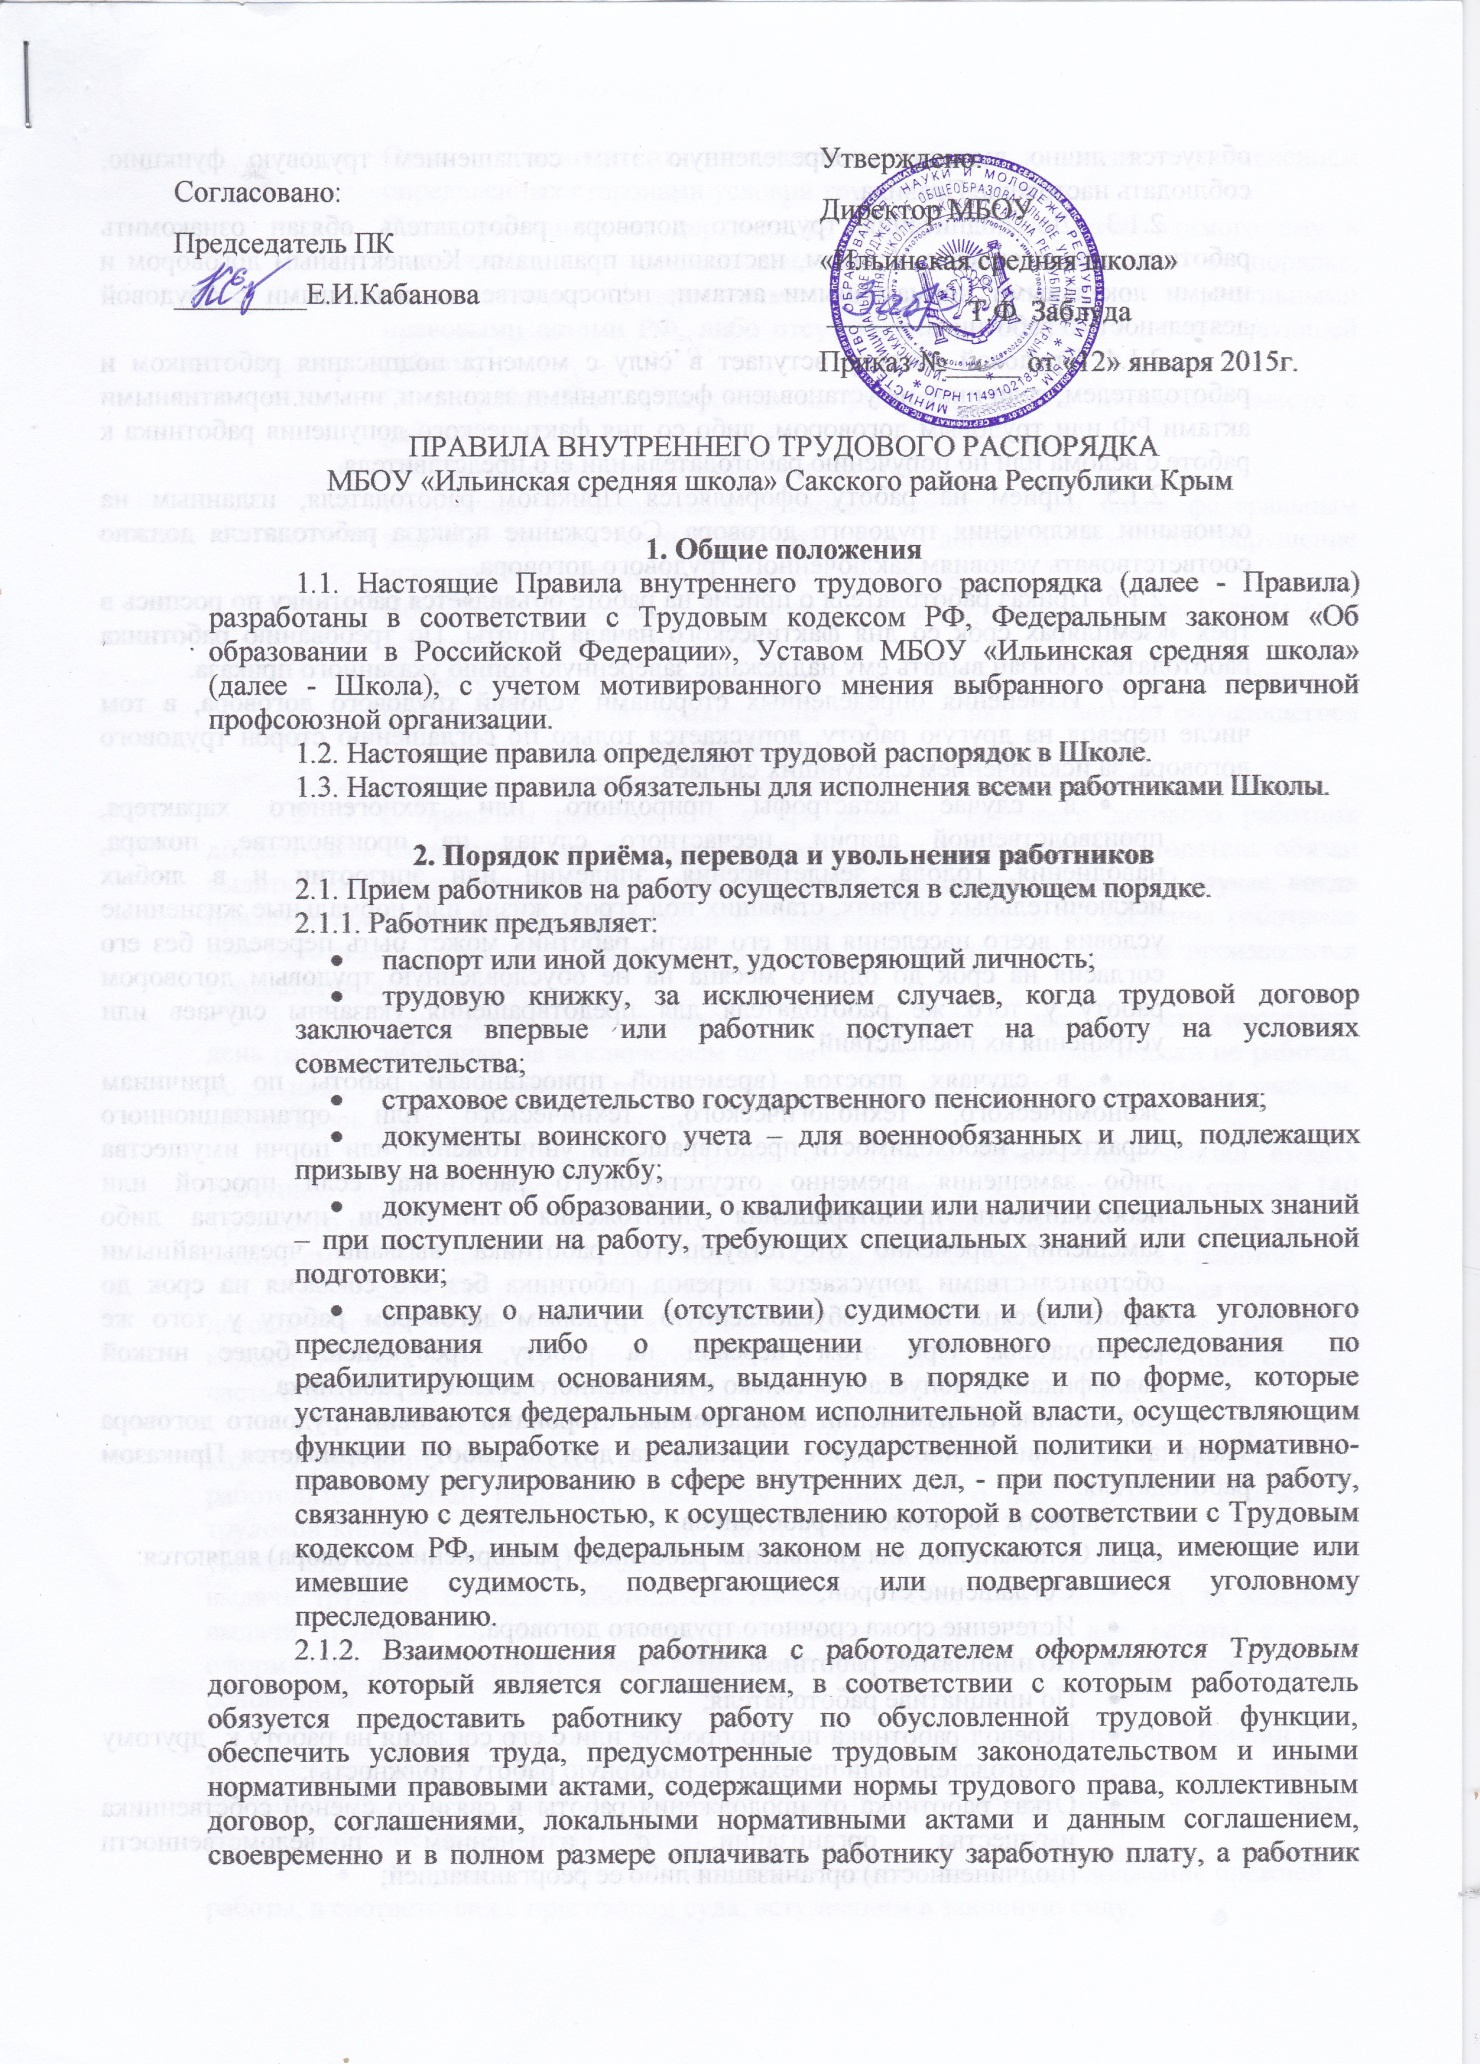 Утверждено:
Согласовано:
Директор МБОУ
Председатель ПК
«Ильинская средняя школа»
_________Е.И.Кабанова
Т.Ф. Заблуда
Приказ №_____ от «12» января 2015г.
ПРАВИЛА ВНУТРЕННЕГО ТРУДОВОГО РАСПОРЯДКА
МБОУ «Ильинская средняя школа» Сакского района Республики Крым
1. Общие положения
1.1. Настоящие Правила внутреннего трудового распорядка (далее - Правила)
разработаны в соответствии с Трудовым кодексом РФ, Федеральным законом «Об
образовании в Российской Федерации», Уставом МБОУ «Ильинская средняя школа»
(далее - Школа), с учетом мотивированного мнения выбранного органа первичной
профсоюзной организации.
1.2. Настоящие правила определяют трудовой распорядок в Школе.
1.3. Настоящие правила обязательны для исполнения всеми работниками Школы.
2. Порядок приёма, перевода и увольнения работников
2.1. Прием работников на работу осуществляется в следующем порядке.
2.1.1. Работник предъявляет:
• паспорт или иной документ, удостоверяющий личность;
• трудовую книжку, за исключением случаев, когда трудовой договор
заключается впервые или работник поступает на работу на условиях
совместительства;
• страховое свидетельство государственного пенсионного страхования;
• документы воинского учета – для военнообязанных и лиц, подлежащих
призыву на военную службу;
• документ об образовании, о квалификации или наличии специальных знаний
– при поступлении на работу, требующих специальных знаний или специальной
подготовки;
• справку о наличии (отсутствии) судимости и (или) факта уголовного
преследования либо о прекращении уголовного преследования по
реабилитирующим основаниям, выданную в порядке и по форме, которые
устанавливаются федеральным органом исполнительной власти, осуществляющим
функции по выработке и реализации государственной политики и нормативно-
правовому регулированию в сфере внутренних дел, - при поступлении на работу,
связанную с деятельностью, к осуществлению которой в соответствии с Трудовым
кодексом РФ, иным федеральным законом не допускаются лица, имеющие или
имевшие судимость, подвергающиеся или подвергавшиеся уголовному
преследованию.
2.1.2. Взаимоотношения работника с работодателем оформляются Трудовым
договором, который является соглашением, в соответствии с которым работодатель
обязуется предоставить работнику работу по обусловленной трудовой функции,
обеспечить условия труда, предусмотренные трудовым законодательством и иными
нормативными правовыми актами, содержащими нормы трудового права, коллективным
договор, соглашениями, локальными нормативными актами и данным соглашением,
своевременно и в полном размере оплачивать работнику заработную плату, а работник